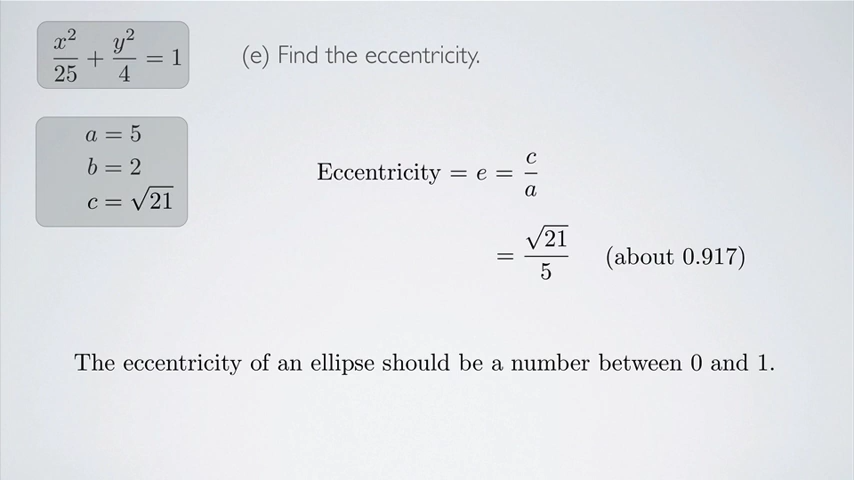 x²/25 + y²/4 = 1
(e) Find the eccentricity.
a = 5
b = 2
c = √21
Eccentricity = e = c/a
= √21/5 (about 0.917)
The eccentricity of an ellipse should be a number between 0 and 1.